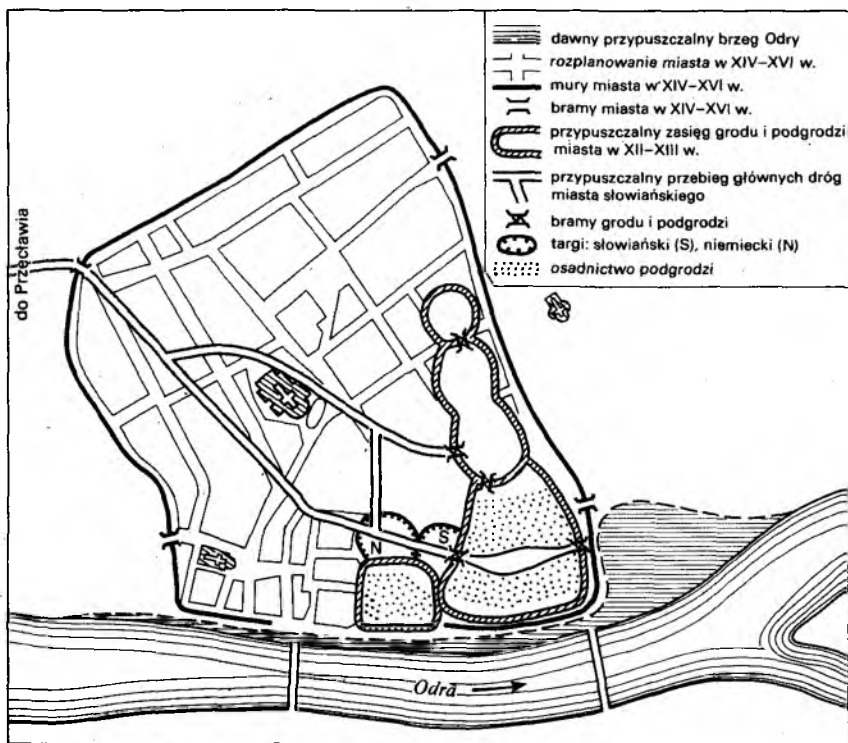 dawny przypuszczalny brzeg Odry
rozplanowanie miasta w XIV–XVI w.
mury miasta w XIV–XVI w.
bramy miasta w XIV–XVI w.
przypuszczalny zasięg grodu i podgrodzi
miasta w XII–XIII w.
przypuszczalny przebieg głównych dróg
miasta słowiańskiego
bramy grodu i podgrodzi
targi: słowiański (S), niemiecki (N)
osadnictwo podgrodzi
do Przecławia
N
S
Odra